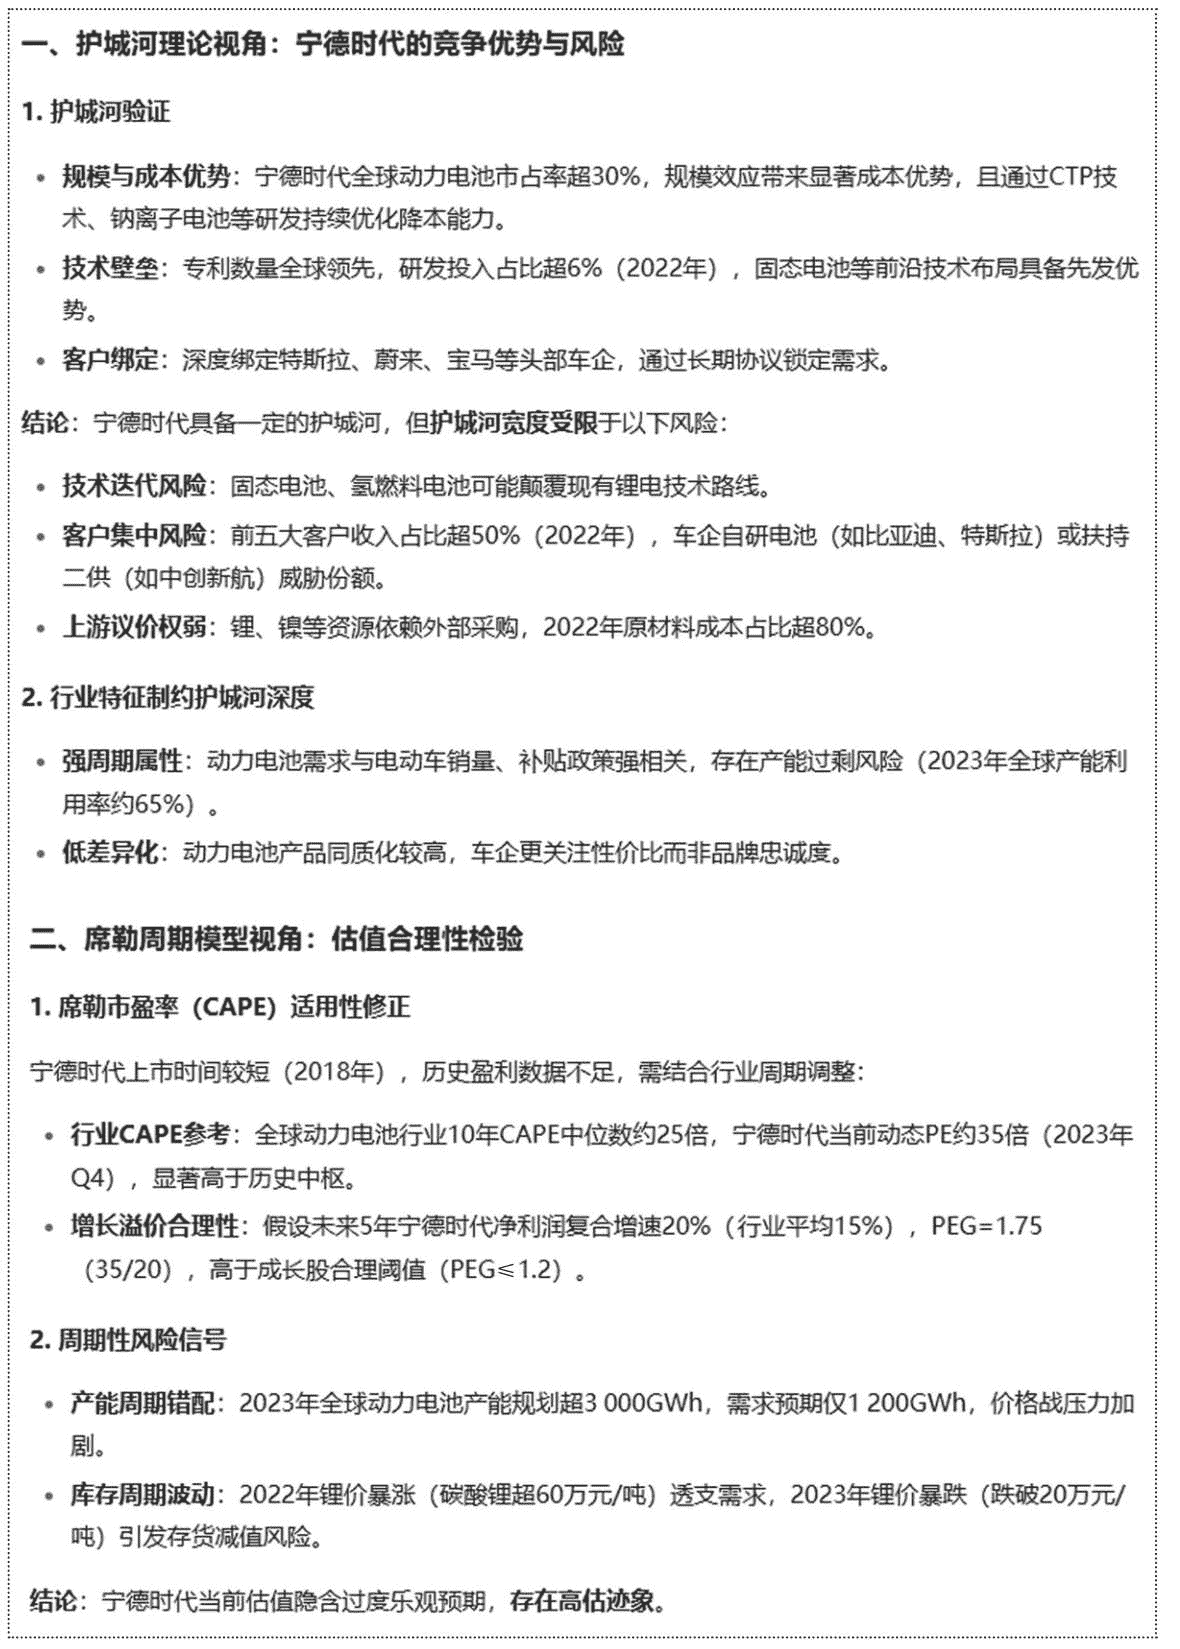 一、护城河理论视角：宁德时代的竞争优势与风险
1. 护城河验证
• 规模与成本优势：宁德时代全球动力电池市占率超30%，规模效应带来显著成本优势，且通过CTP技
术、钠离子电池等研发持续优化降本能力。
• 技术壁垒：专利数量全球领先，研发投入占比超6%（2022年），固态电池等前沿技术布局具备先发优
势。
• 客户绑定：深度绑定特斯拉、蔚来、宝马等头部车企，通过长期协议锁定需求。
结论：宁德时代具备一定的护城河，但护城河宽度受限于以下风险：
• 技术迭代风险：固态电池、氢燃料电池可能颠覆现有锂电技术路线。
• 客户集中风险：前五大客户收入占比超50%（2022年），车企自研电池（如比亚迪、特斯拉）或扶持
二供（如中创新航）威胁份额。
• 上游议价权弱：锂、镍等资源依赖外部采购，2022年原材料成本占比超80%。
2. 行业特征制约护城河深度
• 强周期属性：动力电池需求与电动车销量、补贴政策强相关，存在产能过剩风险（2023年全球产能利
用率约65%）。
• 低差异化：动力电池产品同质化较高，车企更关注性价比而非品牌忠诚度。
二、席勒周期模型视角：估值合理性检验
1. 席勒市盈率（CAPE）适用性修正
宁德时代上市时间较短（2018年），历史盈利数据不足，需结合行业周期调整：
• 行业CAPE参考：全球动力电池行业10年CAPE中位数约25倍，宁德时代当前动态PE约35倍（2023年
Q4），显著高于历史中枢。
• 增长溢价合理性：假设未来5年宁德时代净利润复合增速20%（行业平均15%），PEG=1.75
（35/20），高于成长股合理阈值（PEG≤1.2）。
2. 周期性风险信号
• 产能周期错配：2023年全球动力电池产能规划超3 000GWh，需求预期仅1 200GWh，价格战压力加
剧。
• 库存周期波动：2022年锂价暴涨（碳酸锂超60万元/吨）透支需求，2023年锂价暴跌（跌破20万元/
吨）引发存货减值风险。
结论：宁德时代当前估值隐含过度乐观预期，存在高估迹象。